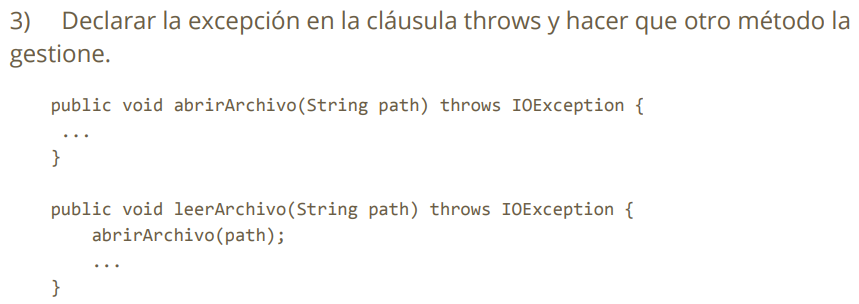 3) Declarar la excepción en la cláusula throws y hacer que otro método la
gestione.
public void abrirArchivo(String path) throws IOException {
...
}
public void leerArchivo(String path) throws IOException {
abrirArchivo(path);
...
}